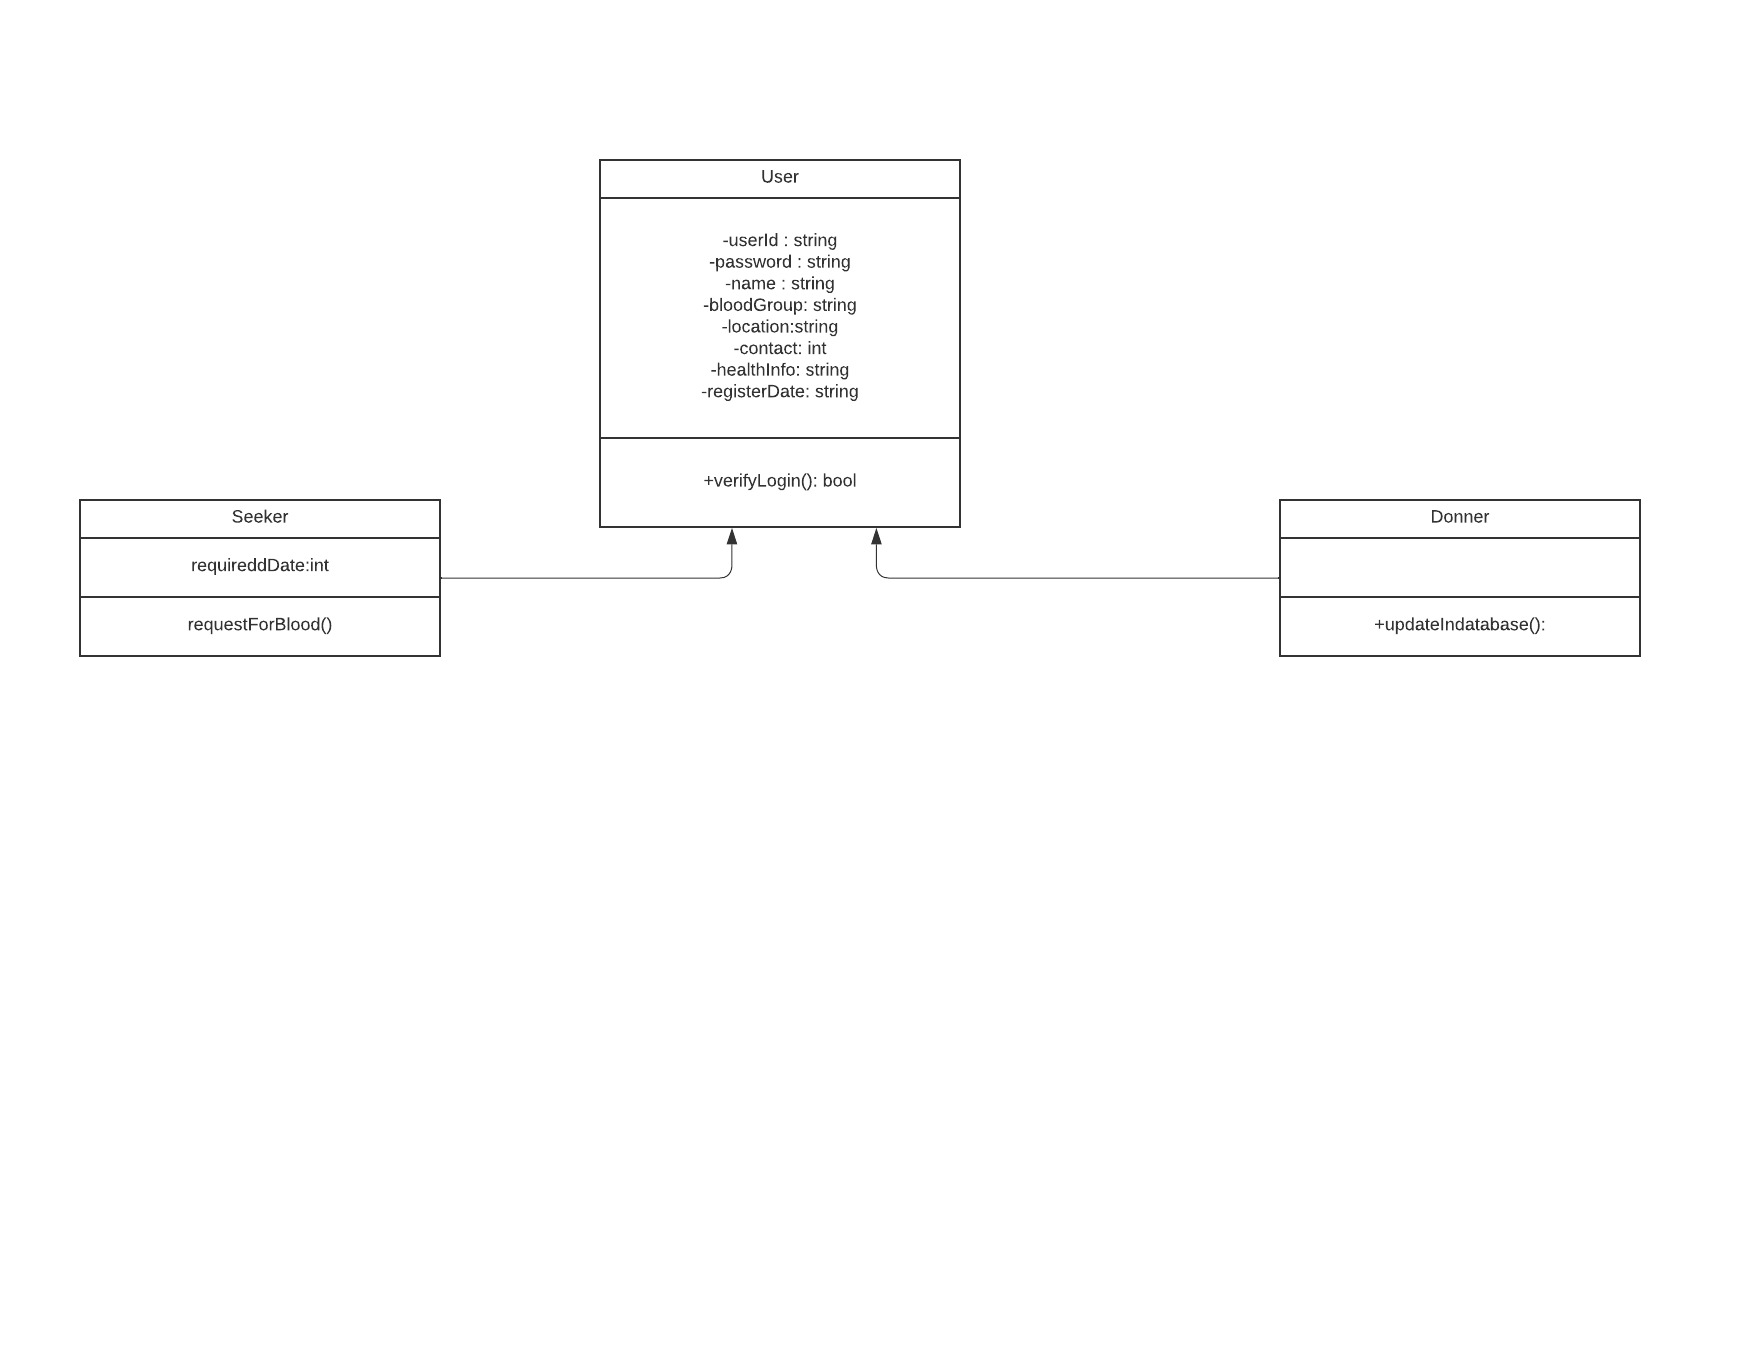 User
-userId : string
-password : string
-name : string
-bloodGroup: string
-location:string
-contact: int
-healthInfo: string
-registerDate: string
+verifyLogin(): bool
Seeker
requireddDate:int
requestForBlood()
Donner
+updateIndatabase():